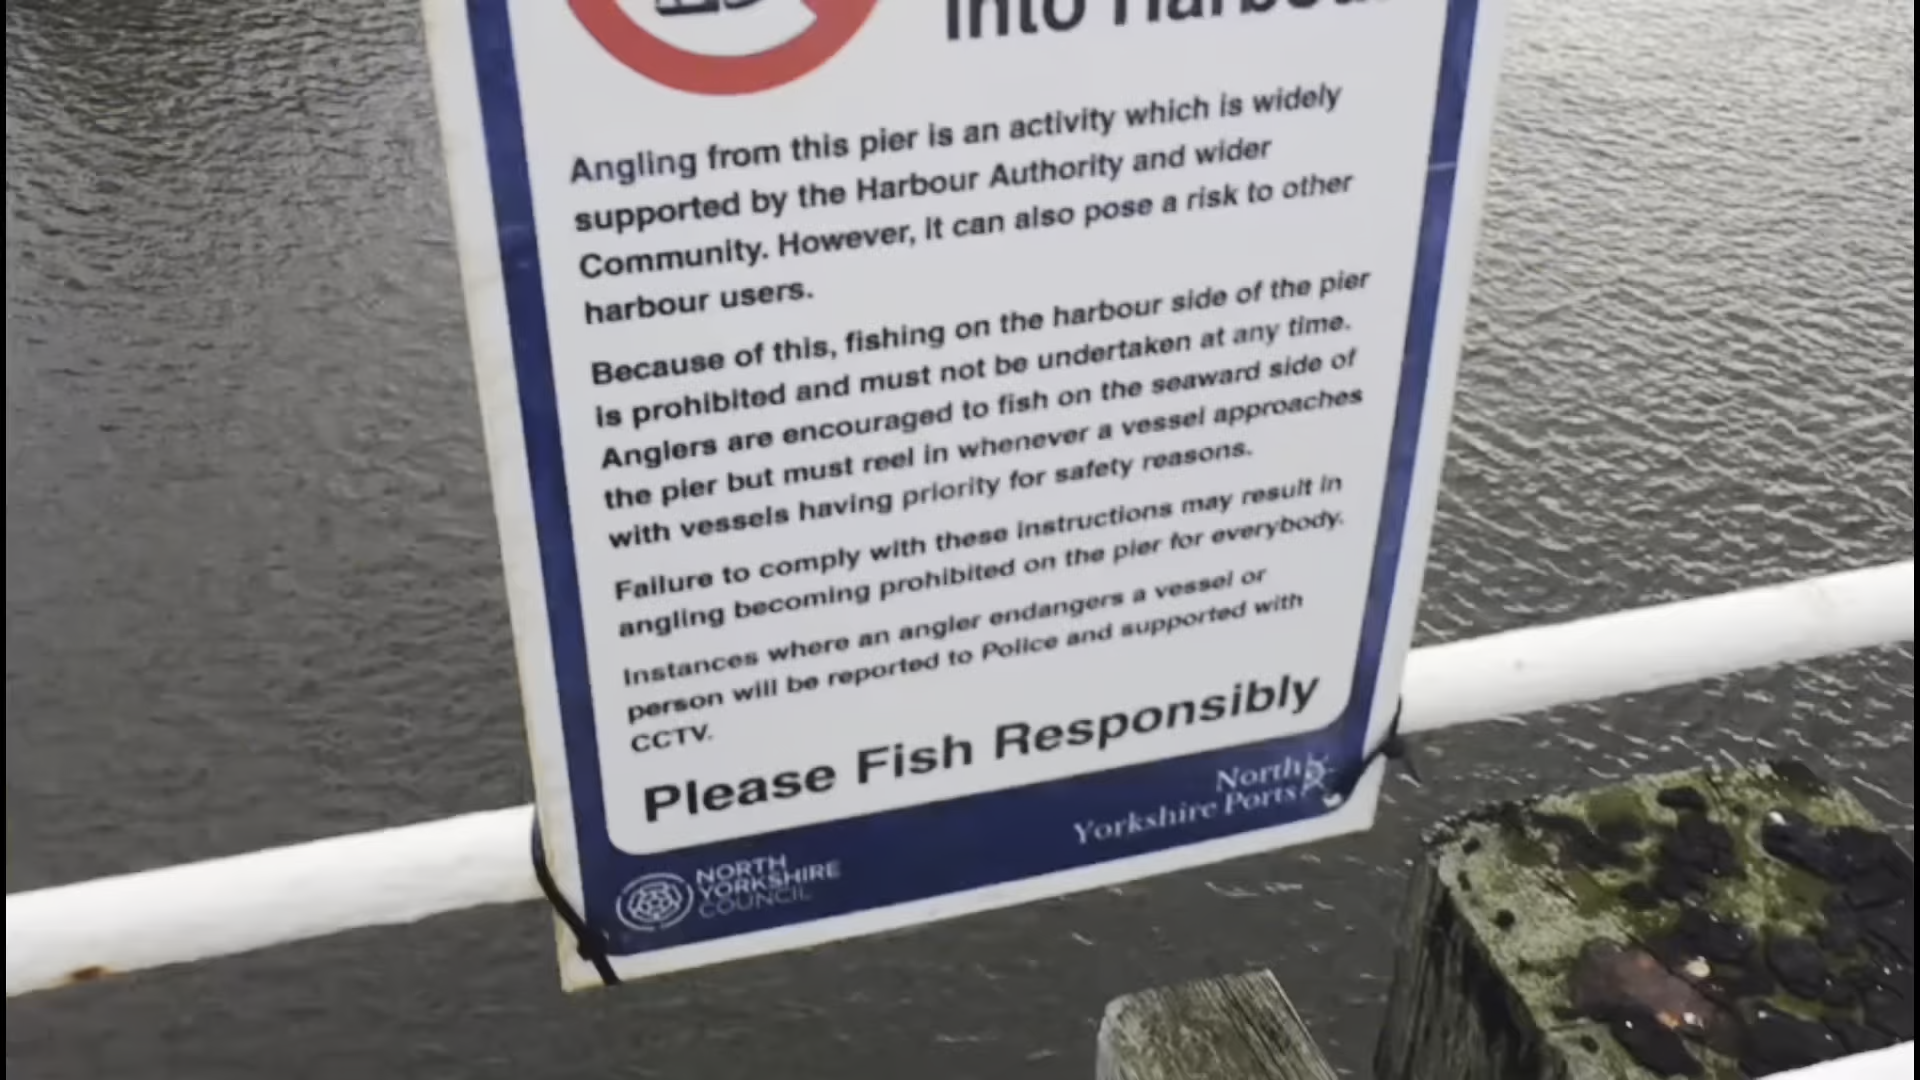 into Harbour
Angling from this pier is an activity which is widely
supported by the Harbour Authority and wider
Community. However, it can also pose a risk to other
harbour users.
Because of this, fishing on the harbour side of the pier
is prohibited and must not be undertaken at any time.
Anglers are encouraged to fish on the seaward side of
the pier but must reel in whenever a vessel approaches
with vessels having priority for safety reasons.
Failure to comply with these instructions may result in
angling becoming prohibited on the pier for everybody.
Instances where an angler endangers a vessel or
person will be reported to Police and supported with
CCTV.
Please Fish Responsibly
North
Yorkshire Ports
NORTH
YORKSHIRE
COUNCIL